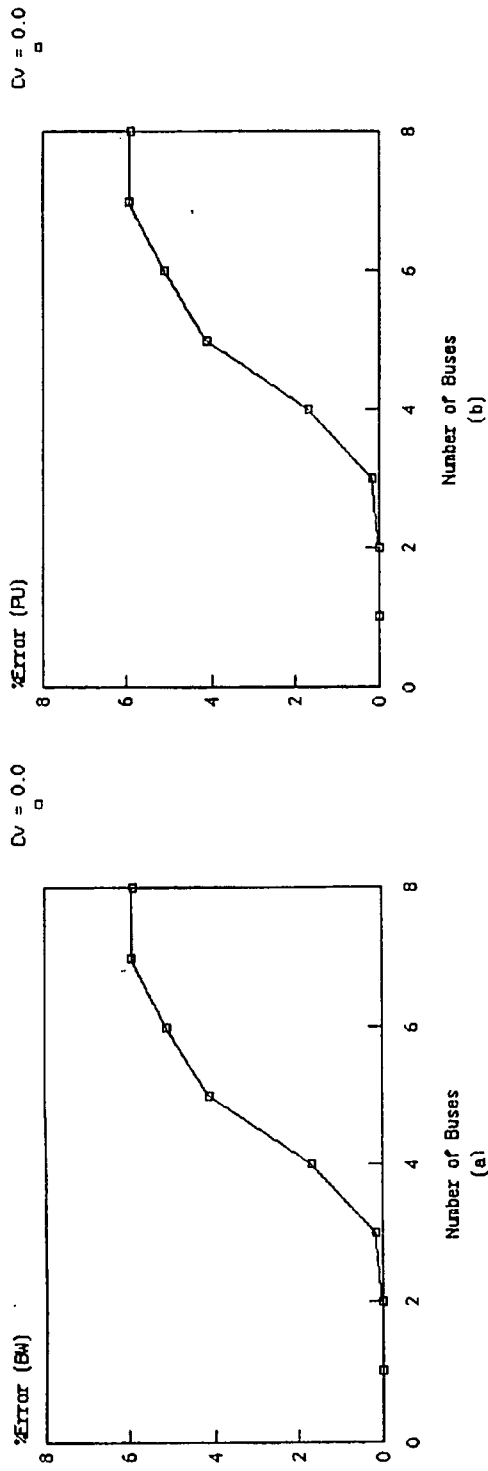 %Error (BW)
Cv = 0.0
8
6
4
2
0
0 2 4 6 8
Number of Buses
(a)
%Error (PU)
Cv = 0.0
8
6
4
2
0
0 2 4 6 8
Number of Buses
(b)